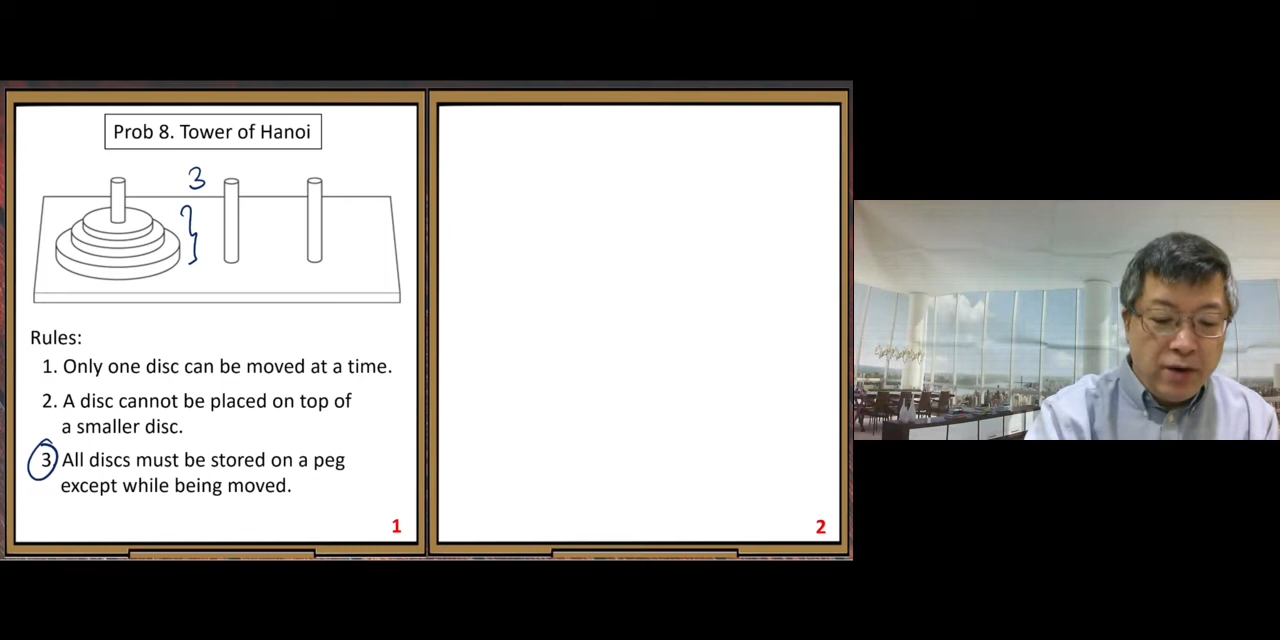 Prob 8. Tower of Hanoi
3
Rules:
1. Only one disc can be moved at a time.
2. A disc cannot be placed on top of
a smaller disc.
3. All discs must be stored on a peg
except while being moved.
1
2